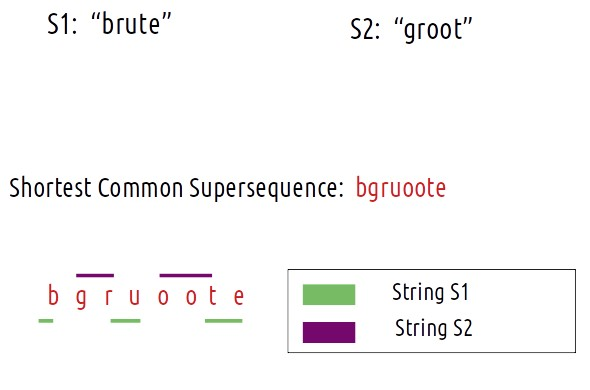 S1: “brute”
S2: “groot”
Shortest Common Supersequence: bgruoote
b g r u o o t e
String S1
String S2